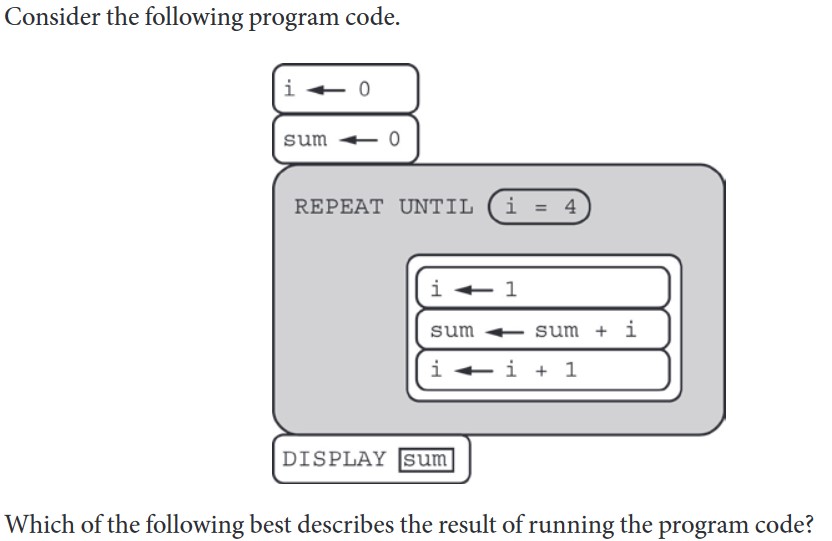 Consider the following program code.
i ← 0
sum ← 0
REPEAT UNTIL i = 4
i ← 1
sum ← sum + i
i ← i + 1
DISPLAY sum
Which of the following best describes the result of running the program code?